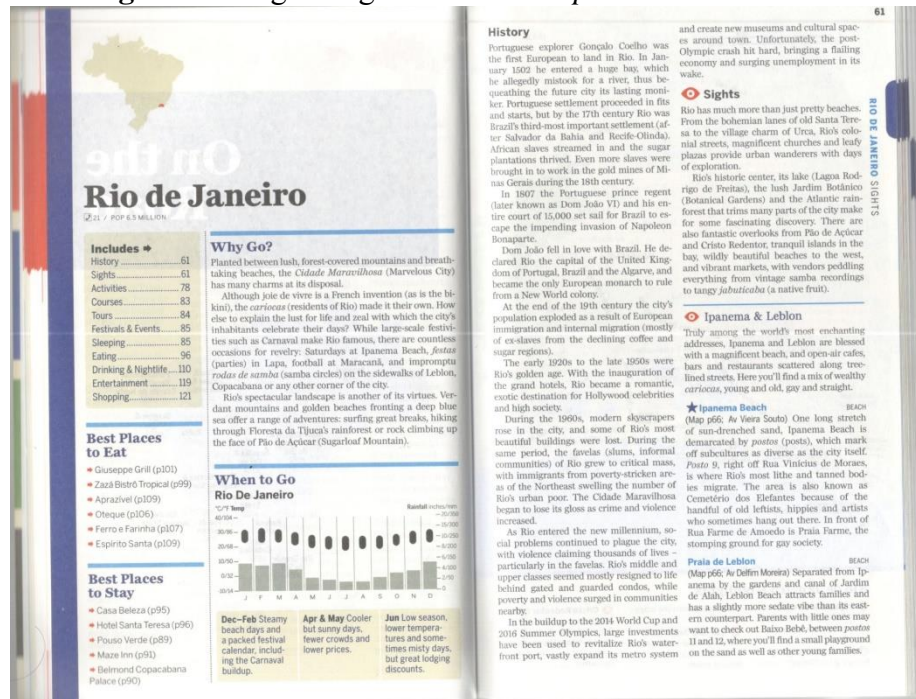 Rio de Janeiro
21 / POP 6.5 MILLION
Includes
History 61
Sights 61
Activities 78
Courses 83
Tours 84
Festivals & Events 85
Sleeping 85
Eating 96
Drinking & Nightlife 110
Entertainment 119
Shopping 121
Best Places
to Eat
Giuseppe Grill (p101)
Zazá Bistrô Tropical (p99)
Aprazível (p109)
Oteque (p106)
Ferro e Farinha (p107)
Espirito Santa (p109)
Best Places
to Stay
Casa Beleza (p95)
Hotel Santa Teresa (p96)
Pouso Verde (p89)
Maze Inn (p91)
Belmond Copacabana
Palace (p90)
Why Go?
Planted between lush, forest-covered mountains and breath-
taking beaches, the Cidade Maravilhosa (Marvelous City)
has many charms at its disposal.
Although joie de vivre is a French invention (as is the bi-
kini), the cariocas (residents of Rio) made it their own. How
else to explain the lust for life and zeal with which the city's
inhabitants celebrate their days? While large-scale festivi-
ties such as Carnaval make Rio famous, there are countless
occasions for revelry: Saturdays at Ipanema Beach, festas
(parties) in Lapa, football at Maracanã, and impromptu
rodas de samba (samba circles) on the sidewalks of Leblon,
Copacabana or any other corner of the city.
Rio's spectacular landscape is another of its virtues. Ver-
dant mountains and golden beaches fronting a deep blue
sea offer a range of adventures: surfing great breaks, hiking
through Floresta da Tijuca's rainforest or rock climbing up
the face of Pão de Açúcar (Sugarloaf Mountain).
When to Go
Rio De Janeiro
°C/°F Temp
Rainfall inches/mm
J F M A M J J A S O N D
Dec–Feb Steamy
beach days and
a packed festival
calendar, includ-
ing the Carnaval
buildup.
Apr & May Cooler
but sunny days,
fewer crowds and
lower prices.
Jun Low season,
lower tempera-
tures and some-
times misty days,
but great lodging
discounts.
61
History
Portuguese explorer Gonçalo Coelho was
the first European to land in Rio. In Jan-
uary 1502 he entered a huge bay, which
he allegedly mistook for a river, thus be-
queathing the future city its lasting moni-
ker. Portuguese settlement proceeded in fits
and starts, but by the 17th century Rio was
Brazil's third-most important settlement (af-
ter Salvador da Bahia and Recife-Olinda).
African slaves streamed in and the sugar
plantations thrived. Even more slaves were
brought in to work in the gold mines of Mi-
nas Gerais during the 18th century.
In 1807 the Portuguese prince regent
(later known as Dom João VI) and his en-
tire court of 15,000 set sail for Brazil to es-
cape the impending invasion of Napoleon
Bonaparte.
Dom João fell in love with Brazil. He de-
clared Rio the capital of the United King-
dom of Portugal, Brazil and the Algarve, and
became the only European monarch to rule
from a New World colony.
At the end of the 19th century the city's
population exploded as a result of European
immigration and internal migration (mostly
of ex-slaves from the declining coffee and
sugar regions).
The early 1920s to the late 1950s were
Rio's golden age. With the inauguration of
the grand hotels, Rio became a romantic,
exotic destination for Hollywood celebrities
and high society.
During the 1960s, modern skyscrapers
rose in the city, and some of Rio's most
beautiful buildings were lost. During the
same period, the favelas (slums, informal
communities) of Rio grew to critical mass,
with immigrants from poverty-stricken are-
as of the Northeast swelling the number of
Rio's urban poor. The Cidade Maravilhosa
began to lose its gloss as crime and violence
increased.
As Rio entered the new millennium, so-
cial problems continued to plague the city,
with violence claiming thousands of lives –
particularly in the favelas. Rio's middle and
upper classes seemed mostly resigned to life
behind gated and guarded condos, while
poverty and violence surged in communities
nearby.
In the buildup to the 2014 World Cup and
2016 Summer Olympics, large investments
have been used to revitalize Rio's water-
front port, vastly expand its metro system
and create new museums and cultural spac-
es around town. Unfortunately, the post-
Olympic crash hit hard, bringing a flailing
economy and surging unemployment in its
wake.
Sights
Rio has much more than just pretty beaches.
From the bohemian lanes of old Santa Tere-
sa to the village charm of Urca, Rio's colo-
nial streets, magnificent churches and leafy
plazas provide urban wanderers with days
of exploration.
Rio's historic center, its lake (Lagoa Rod-
rigo de Freitas), the lush Jardim Botânico
(Botanical Gardens) and the Atlantic rain-
forest that trims many parts of the city make
for some fascinating discovery. There are
also fantastic overlooks from Pão de Açúcar
and Cristo Redentor, tranquil islands in the
bay, wildly beautiful beaches to the west,
and vibrant markets, with vendors peddling
everything from vintage samba recordings
to tangy jabuticaba (a native fruit).
Ipanema & Leblon
Truly among the world's most enchanting
addresses, Ipanema and Leblon are blessed
with a magnificent beach, and open-air cafes,
bars and restaurants scattered along tree-
lined streets. Here you'll find a mix of wealthy
cariocas, young and old, gay and straight.
Ipanema Beach BEACH
(Map p66; Av Vieira Souto) One long stretch
of sun-drenched sand, Ipanema Beach is
demarcated by postos (posts), which mark
off subcultures as diverse as the city itself.
Posto 9, right off Rua Vinícius de Moraes,
is where Rio's most lithe and tanned bod-
ies migrate. The area is also known as
Cemetério dos Elefantes because of the
handful of old leftists, hippies and artists
who sometimes hang out there. In front of
Rua Farme de Amoedo is Praia Farme, the
stomping ground for gay society.
Praia de Leblon BEACH
(Map p66; Av Delfim Moreira) Separated from Ip-
anema by the gardens and canal of Jardim
de Alah, Leblon Beach attracts families and
has a slightly more sedate vibe than its east-
ern counterpart. Parents with little ones may
want to check out Baixo Bebê, between postos
11 and 12, where you'll find a small playground
on the sand as well as other young families.
RIO DE JANEIRO SIGHTS